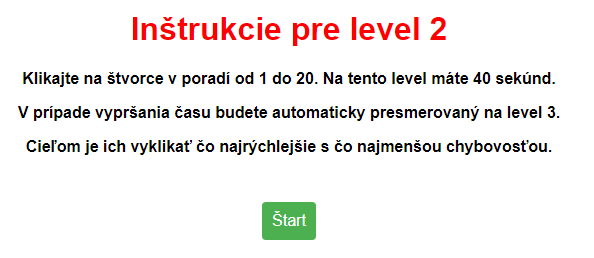 Inštrukcie pre level 2
Klikajte na štvorce v poradí od 1 do 20. Na tento level máte 40 sekúnd.
V prípade vypršania času budete automaticky presmerovaný na level 3.
Cieľom je ich vyklikať čo najrýchlejšie s čo najmenšou chybovosťou.
Štart